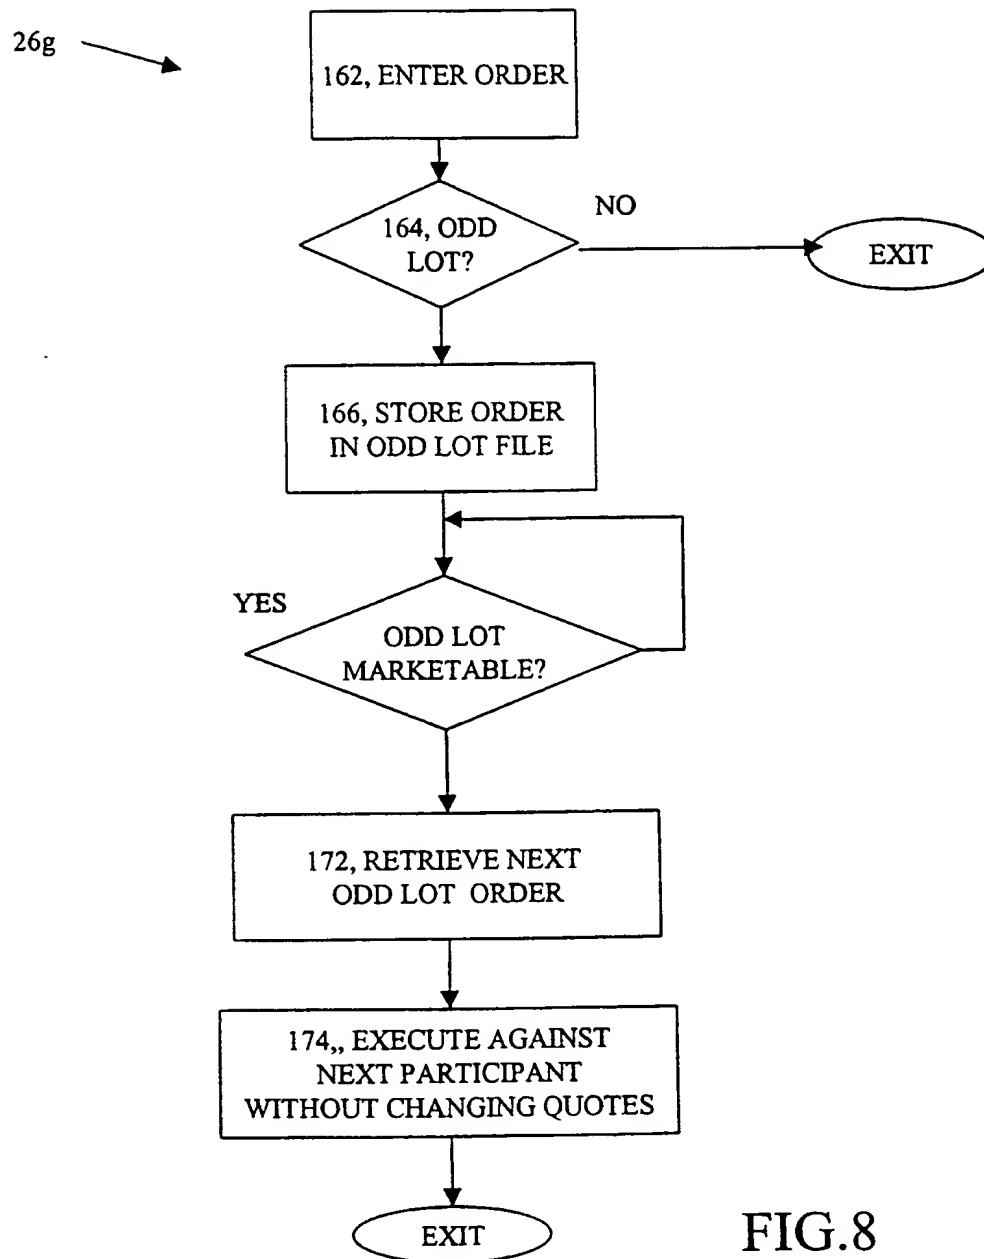 26g
162, ENTER ORDER
164, ODD
LOT?
NO
EXIT
166, STORE ORDER
IN ODD LOT FILE
YES
ODD LOT
MARKETABLE?
172, RETRIEVE NEXT
ODD LOT ORDER
174,, EXECUTE AGAINST
NEXT PARTICIPANT
WITHOUT CHANGING QUOTES
EXIT
FIG.8